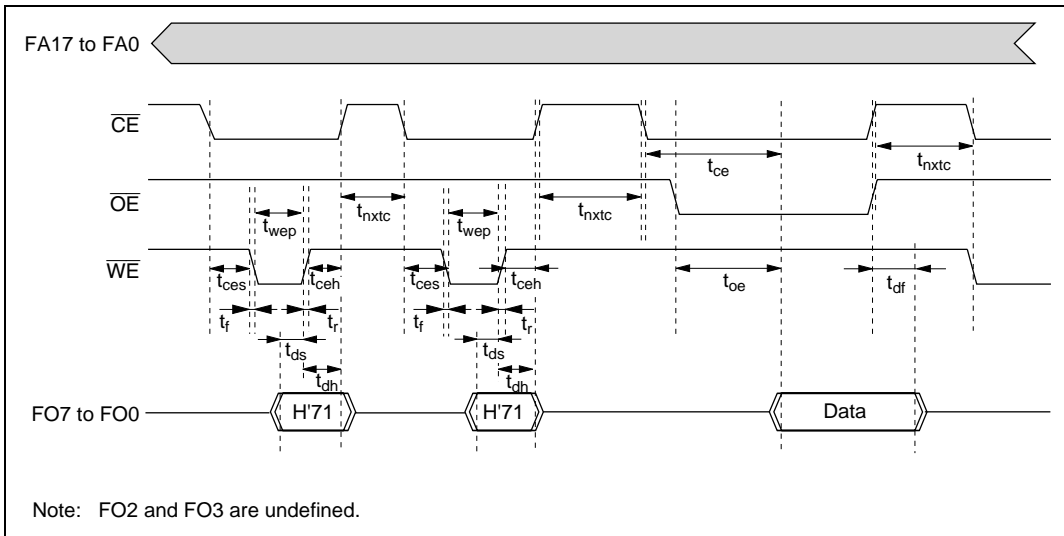 FA17 to FA0
CE
t_ce
t_nxtc
OE
t_wep
t_nxtc
t_wep
t_nxtc
WE
t_ces
t_ceh
t_ces
t_ceh
t_oe
t_df
t_f
t_r
t_f
t_r
t_ds
t_ds
t_dh
t_dh
FO7 to FO0
H'71
H'71
Data
Note: FO2 and FO3 are undefined.